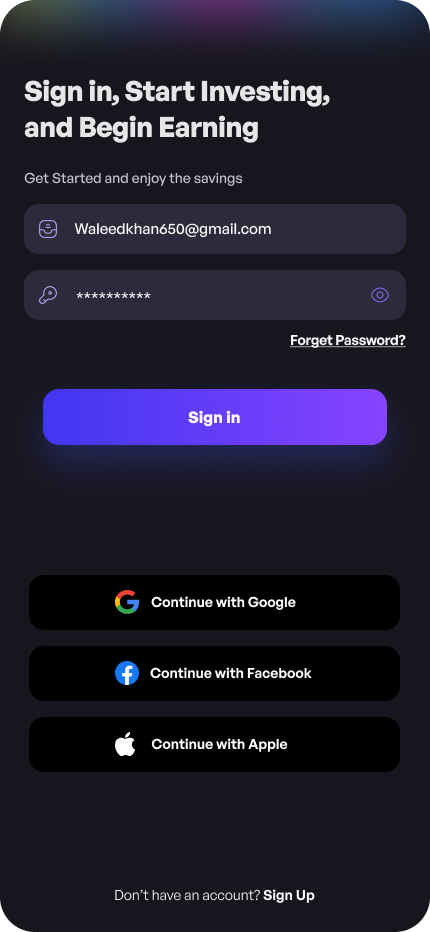 Sign in, Start Investing,
and Begin Earning
Get Started and enjoy the savings
Waleedkhan650@gmail.com
**********
Forget Password?
Sign in
Continue with Google
Continue with Facebook
Continue with Apple
Don't have an account? Sign Up